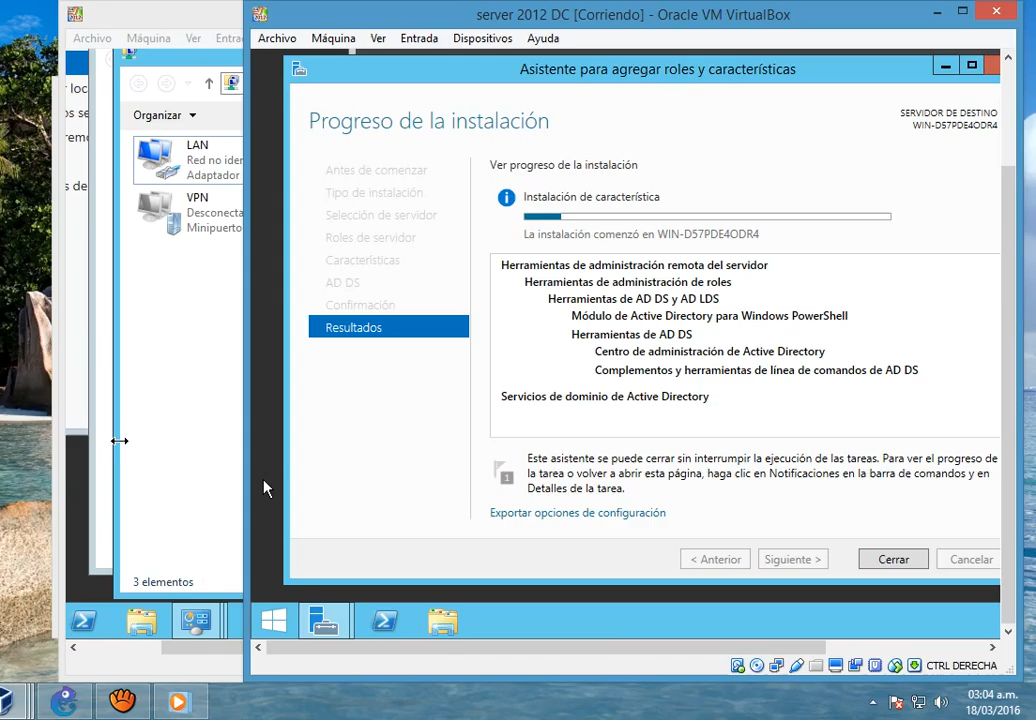 server 2012 DC [Corriendo] - Oracle VM VirtualBox
Archivo Máquina Ver Entra
Archivo Máquina Ver Entrada Dispositivos Ayuda
Organizar
LAN
Red no iden
Adaptador
VPN
Desconecta
Minipuerto
3 elementos
Asistente para agregar roles y características
Progreso de la instalación
SERVIDOR DE DESTINO
WIN-D57PDE4ODR4
Antes de comenzar
Tipo de instalación
Selección de servidor
Roles de servidor
Características
AD DS
Confirmación
Resultados
Ver progreso de la instalación
Instalación de característica
La instalación comenzó en WIN-D57PDE4ODR4
Herramientas de administración remota del servidor
Herramientas de administración de roles
Herramientas de AD DS y AD LDS
Módulo de Active Directory para Windows PowerShell
Herramientas de AD DS
Centro de administración de Active Directory
Complementos y herramientas de línea de comandos de AD DS
Servicios de dominio de Active Directory
1
Este asistente se puede cerrar sin interrumpir la ejecución de las tareas. Para ver el progreso de
la tarea o volver a abrir esta página, haga clic en Notificaciones en la barra de comandos y en
Detalles de la tarea.
Exportar opciones de configuración
< Anterior Siguiente > Cerrar Cancelar
CTRL DERECHA
03:04 a.m.
18/03/2016